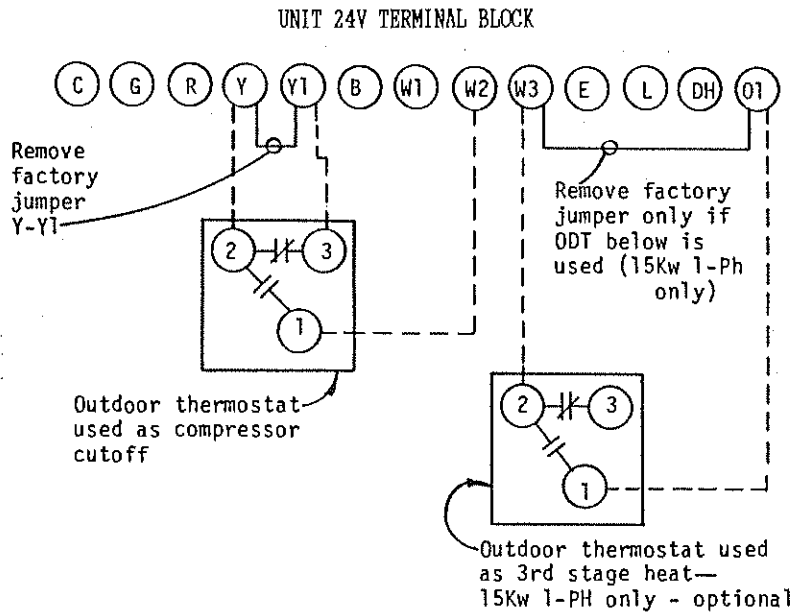 UNIT 24V TERMINAL BLOCK
C G R Y Y1 B W1 W2 W3 E L DH O1
Remove
factory
jumper
Y-Y1
Remove factory
jumper only if
ODT below is
used (15Kw 1-Ph
only)
2 3
1
Outdoor thermostat
used as compressor
cutoff
2 3
1
Outdoor thermostat used
as 3rd stage heat—
15Kw 1-PH only - optional